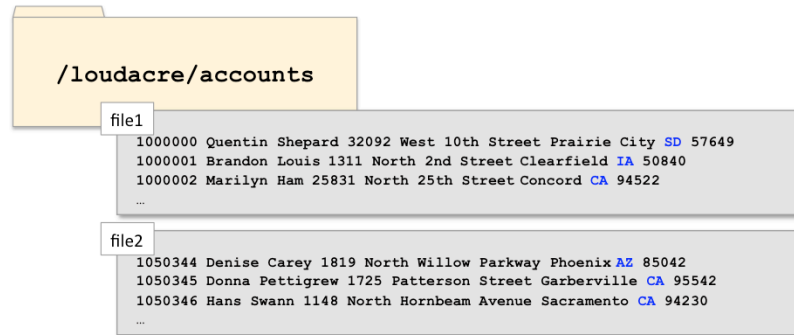 /loudacre/accounts
file1
1000000 Quentin Shepard 32092 West 10th Street Prairie City SD 57649
1000001 Brandon Louis 1311 North 2nd Street Clearfield IA 50840
1000002 Marilyn Ham 25831 North 25th Street Concord CA 94522
…
file2
1050344 Denise Carey 1819 North Willow Parkway Phoenix AZ 85042
1050345 Donna Pettigrew 1725 Patterson Street Garberville CA 95542
1050346 Hans Swann 1148 North Hornbeam Avenue Sacramento CA 94230
…